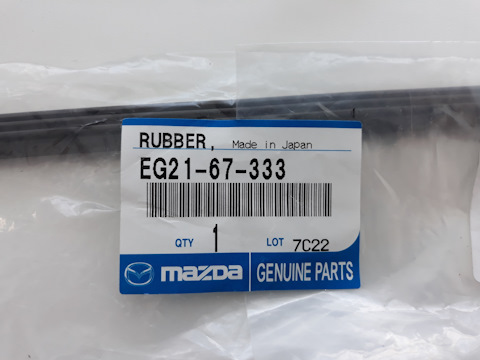 RUBBER, Made in Japan
EG21-67-333
QTY 1 LOT 7C22
mazda GENUINE PARTS